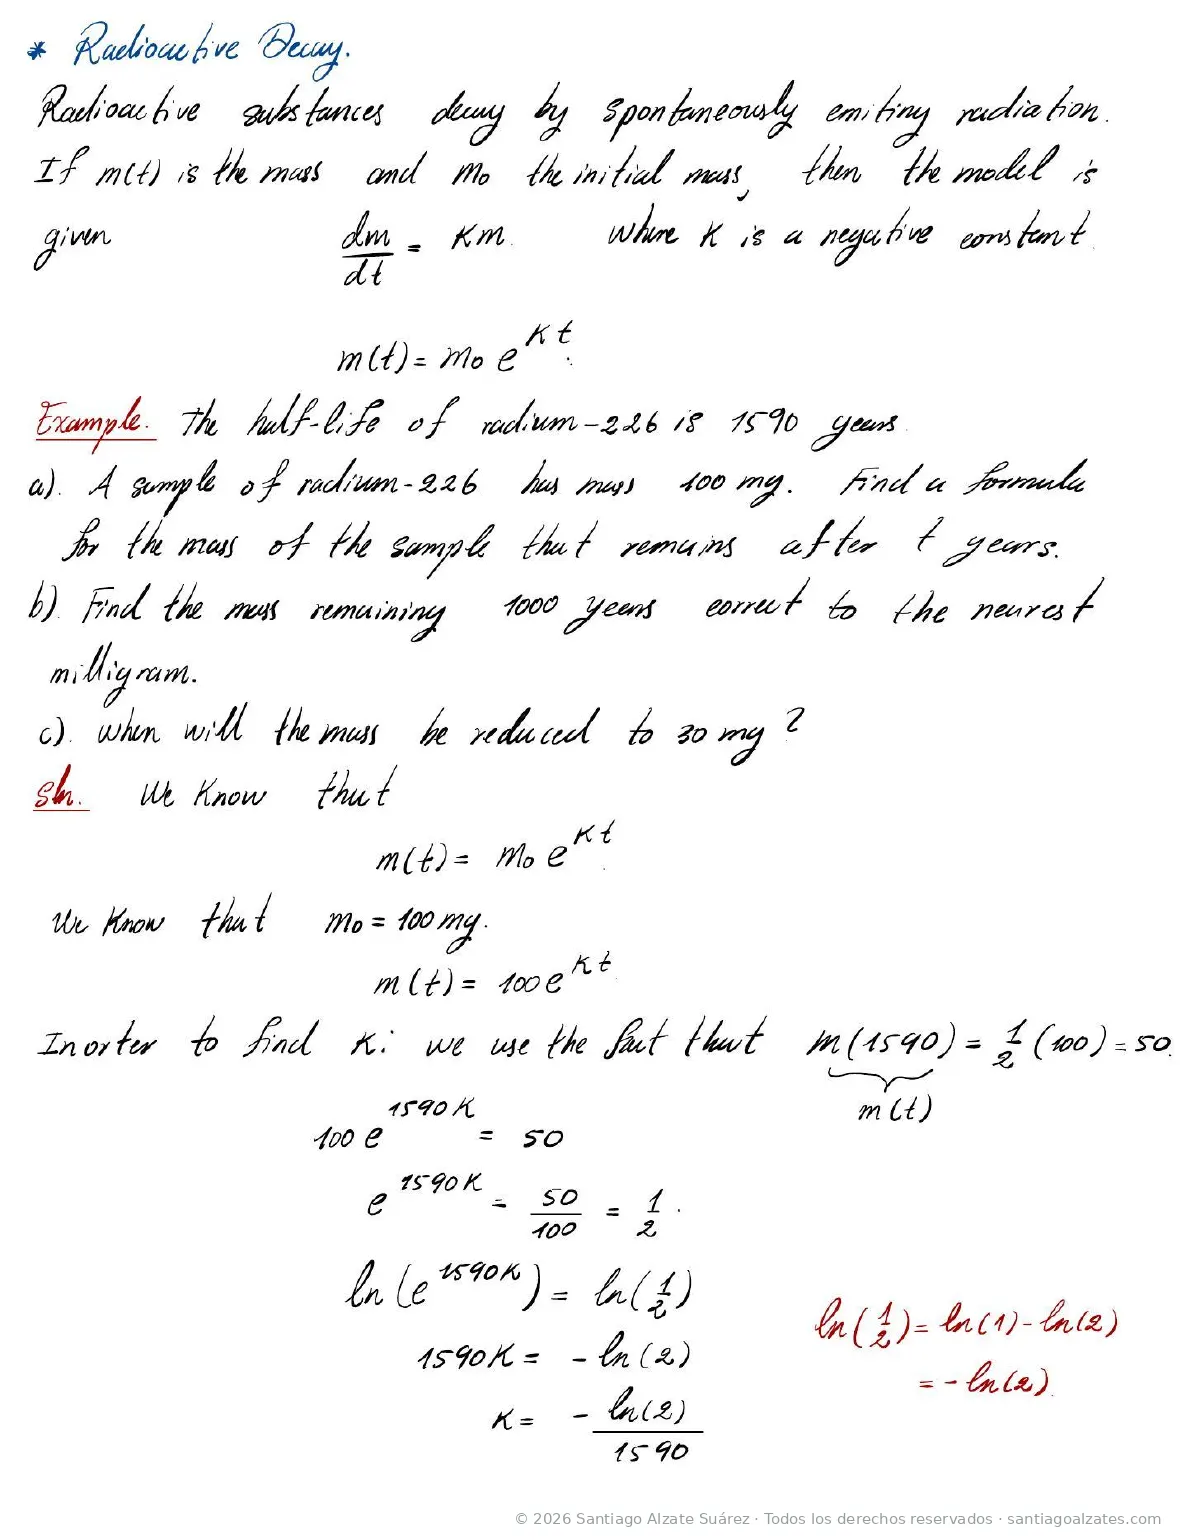 * Radioactive Decay.
Radioactive substances decay by spontaneously emiting radiation.
If m(t) is the mass and m₀ the initial mass, then the model is
given dm/dt = Km. where K is a negative constant.
m(t) = m₀ e^{Kt}.
Example. The half-life of radium-226 is 1590 years.
a). A sample of radium-226 has mass 100 mg. Find a formula
for the mass of the sample that remains after t years.
b). Find the mass remaining 1000 years correct to the nearest
milligram.
c). When will the mass be reduced to 30 mg?
Sln. We Know that
m(t) = m₀ e^{Kt}.
We Know that m₀ = 100 mg.
m(t) = 100 e^{Kt}.
In orter to find K: we use the fact that m(1590) = 1/2 (100) = 50.
m(t)
100 e^{1590K} = 50
e^{1590K} = 50/100 = 1/2.
ln(e^{1590K}) = ln(1/2)
ln(1/2) = ln(1) - ln(2)
1590K = - ln(2)
= - ln(2).
K = - ln(2)/1590
© 2026 Santiago Alzate Suárez · Todos los derechos reservados · santiagoalzates.com